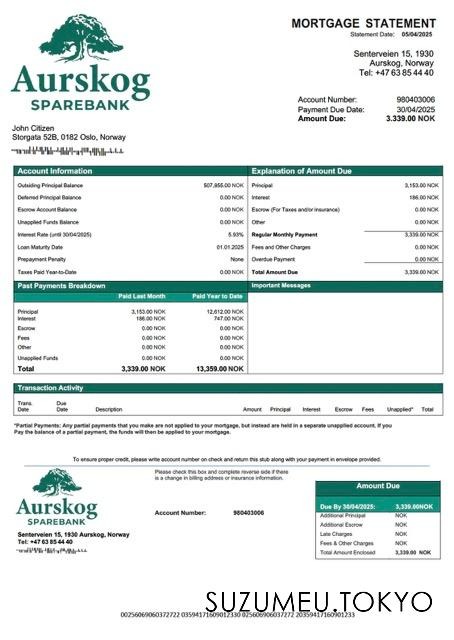 Aurskog
SPAREBANK
MORTGAGE STATEMENT
Statement Date: 05/04/2025
Senterveien 15, 1930
Aurskog, Norway
Tel: +47 63 85 44 40
Account Number: 980403006
Payment Due Date: 30/04/2025
Amount Due: 3.339.00 NOK
John Citizen
Storgata 52B, 0182 Oslo, Norway
Account Information
Outsiding Principal Balance 507,955.00 NOK
Deferred Principal Balance 0.00 NOK
Escrow Account Balance 0.00 NOK
Unapplied Funds Balance 0.00 NOK
Interest Rate (until 30/04/2025) 5.93%
Loan Maturity Date 01.01.2025
Prepayment Penalty None
Taxes Paid Year-to-Date 0.00 NOK
Explanation of Amount Due
Principal 3,153.00 NOK
Interest 186.00 NOK
Escrow (For Taxes and/or insurance) 0.00 NOK
Other 0.00 NOK
Regular Monthly Payment 3,339.00 NOK
Fees and Other Charges 0.00 NOK
Overdue Payment 0.00 NOK
Total Amount Due 3,339.00 NOK
Past Payments Breakdown
Paid Last Month Paid Year to Date
Principal 3,153.00 NOK 12,612.00 NOK
Interest 186.00 NOK 747.00 NOK
Escrow 0.00 NOK 0.00 NOK
Fees 0.00 NOK 0.00 NOK
Other 0.00 NOK 0.00 NOK
Unapplied Funds 0.00 NOK 0.00 NOK
Total 3,339.00 NOK 13,359.00 NOK
Important Messages
Transaction Activity
Trans. Date Due Date Description Amount Principal Interest Escrow Fees Unapplied* Total
*Partial Payments: Any partial payments that you make are not applied to your mortgage, but instead are held in a separate unapplied account. If you
Pay the balance of a partial payment, the funds will then be applied to your mortgage.
To ensure proper credit, please write account number on check and return this stub along with your payment in envelope provided.
Aurskog
SPAREBANK
Senterveien 15, 1930 Aurskog, Norway
Tel: +47 63 85 44 40
Please check this box and complete reverse side if there
is a change in billing address or insurance information.
Account Number: 980403006
Amount Due
Due By 30/04/2025: 3,339.00NOK
Additional Principal NOK
Additional Escrow NOK
Late Charges NOK
Fees & Other Charges NOK
Total Amount Enclosed 3,339.00 NOK
SUZUMEU.TOKYO